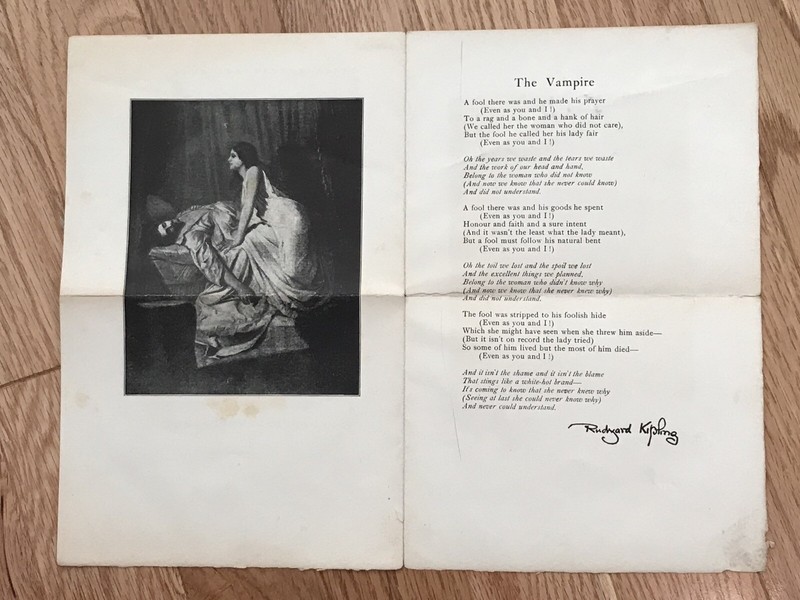 The Vampire
A fool there was and he made his prayer
(Even as you and I!)
To a rag and a bone and a hank of hair
(We called her the woman who did not care),
But the fool he called her his lady fair
(Even as you and I!)
Oh the years we waste and the tears we waste
And the work of our head and hand,
Belong to the woman who did not know
(And now we know that she never could know)
And did not understand.
A fool there was and his goods he spent
(Even as you and I!)
Honour and faith and a sure intent
(And it wasn't the least what the lady meant),
But a fool must follow his natural bent
(Even as you and I!)
Oh the toil we lost and the spoil we lost
And the excellent things we planned,
Belong to the woman who didn't know why
(And now we know that she never knew why)
And did not understand.
The fool was stripped to his foolish hide
(Even as you and I!)
Which she might have seen when she threw him aside—
(But it isn't on record the lady tried)
So some of him lived but the most of him died—
(Even as you and I!)
And it isn't the shame and it isn't the blame
That stings like a white-hot brand—
It's coming to know that she never knew why
(Seeing at last she could never know why)
And never could understand.
Rudyard Kipling